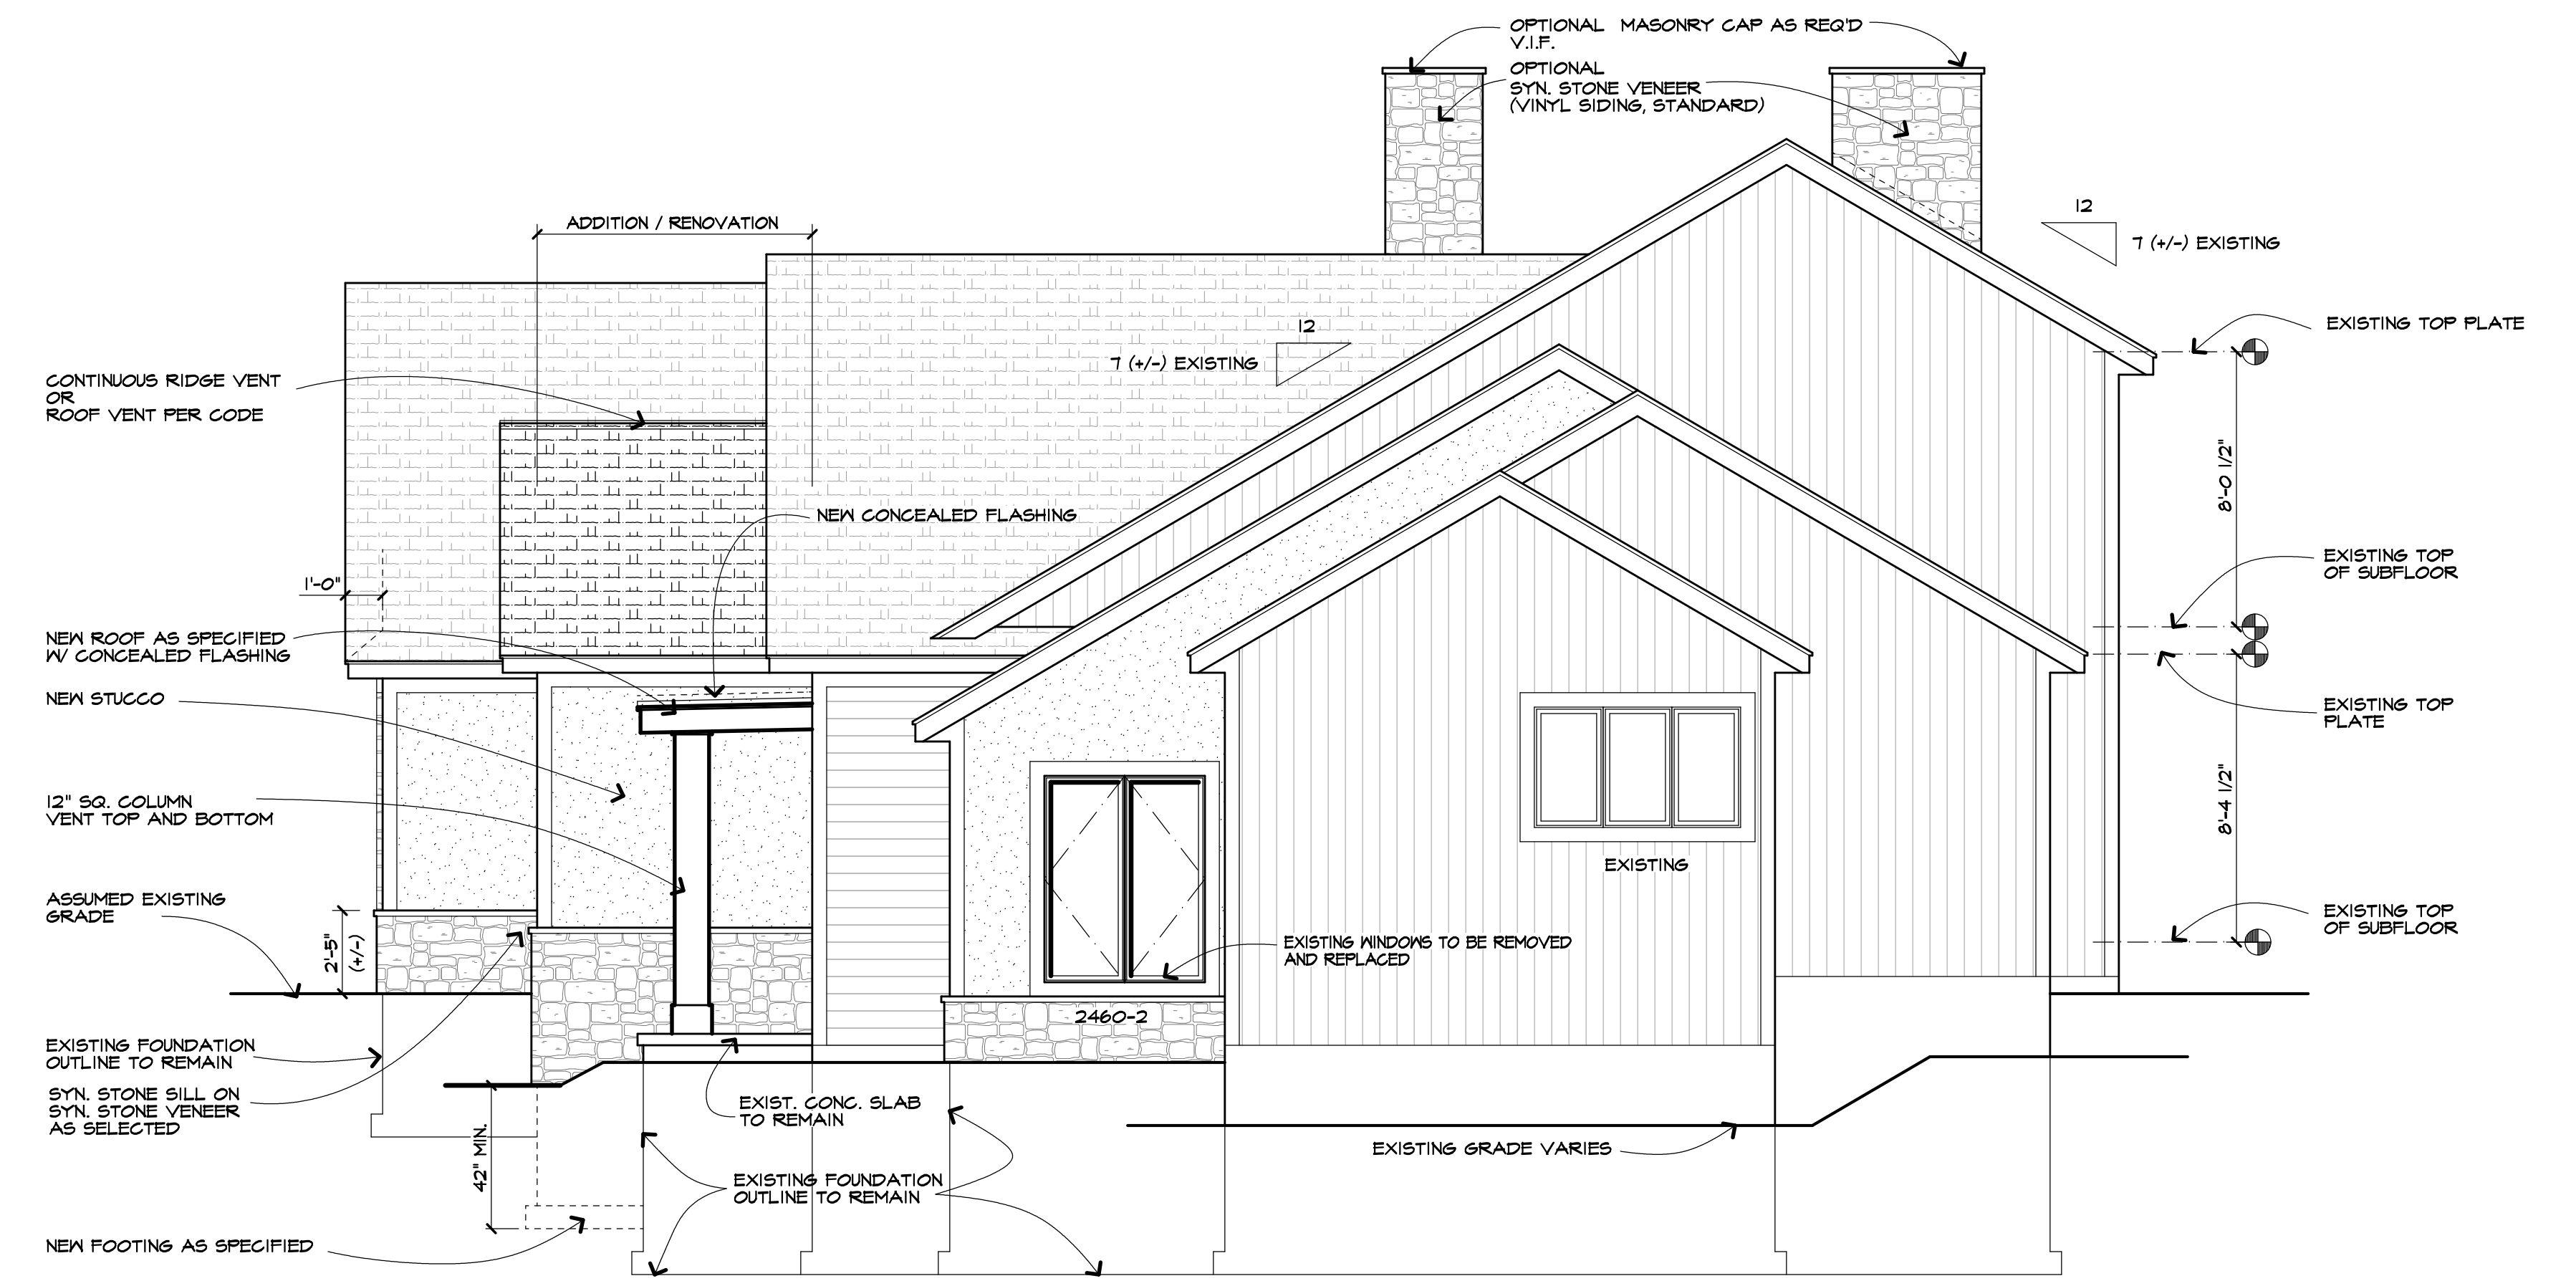 OPTIONAL  MASONRY CAP AS REQ'D
V.I.F.
OPTIONAL
SYN. STONE VENEER
(VINYL SIDING, STANDARD)
12
7 (+/-) EXISTING
ADDITION / RENOVATION
12
7 (+/-) EXISTING
EXISTING TOP PLATE
CONTINUOUS RIDGE VENT
OR
ROOF VENT PER CODE
8'-0 1/2"
NEW CONCEALED FLASHING
EXISTING TOP
OF SUBFLOOR
1'-0"
NEW ROOF AS SPECIFIED
W/ CONCEALED FLASHING
NEW STUCCO
EXISTING TOP
PLATE
12" SQ. COLUMN
VENT TOP AND BOTTOM
8'-4 1/2"
EXISTING
ASSUMED EXISTING
GRADE
2'-5"
(+/-)
EXISTING WINDOWS TO BE REMOVED
AND REPLACED
EXISTING TOP
OF SUBFLOOR
2460-2
EXISTING FOUNDATION
OUTLINE TO REMAIN
SYN. STONE SILL ON
SYN. STONE VENEER
AS SELECTED
EXIST. CONC. SLAB
TO REMAIN
42" MIN.
EXISTING GRADE VARIES
EXISTING FOUNDATION
OUTLINE TO REMAIN
NEW FOOTING AS SPECIFIED